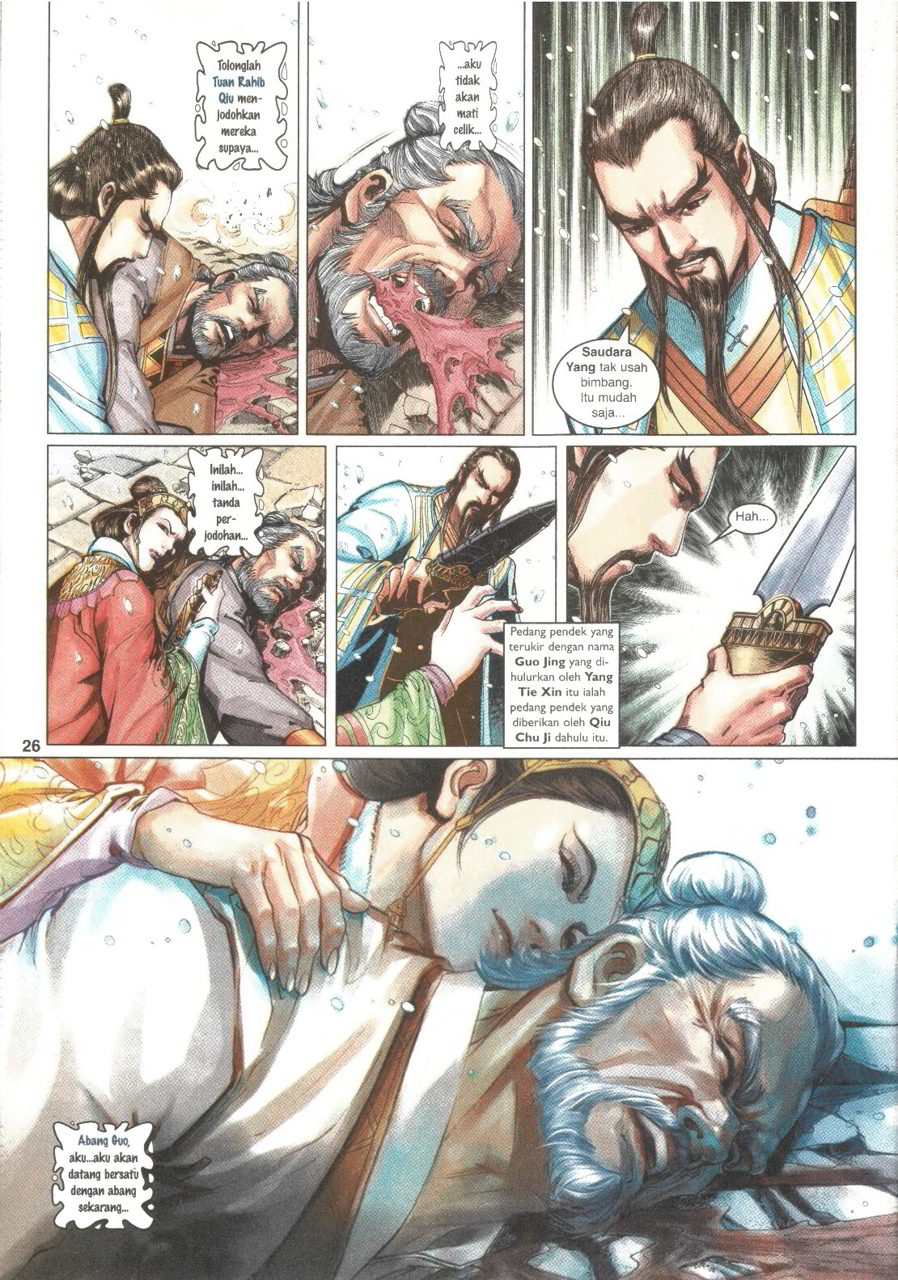 Tolonglah
Tuan Rahib
Qiu men-
jodohkan
mereka
supaya...
...aku
tidak
akan
mati
celik...
Saudara
Yang tak usah
bimbang.
Itu mudah
saja...
Inilah...
inilah...
tanda
per-
jodohan...
Pedang pendek yang
terukir dengan nama
Guo Jing yang di-
hulurkan oleh Yang
Tie Xin itu ialah
pedang pendek yang
diberikan oleh Qiu
Chu Ji dahulu itu.
Hah...
26
Abang Guo,
aku...aku akan
datang bersatu
dengan abang
sekarang...